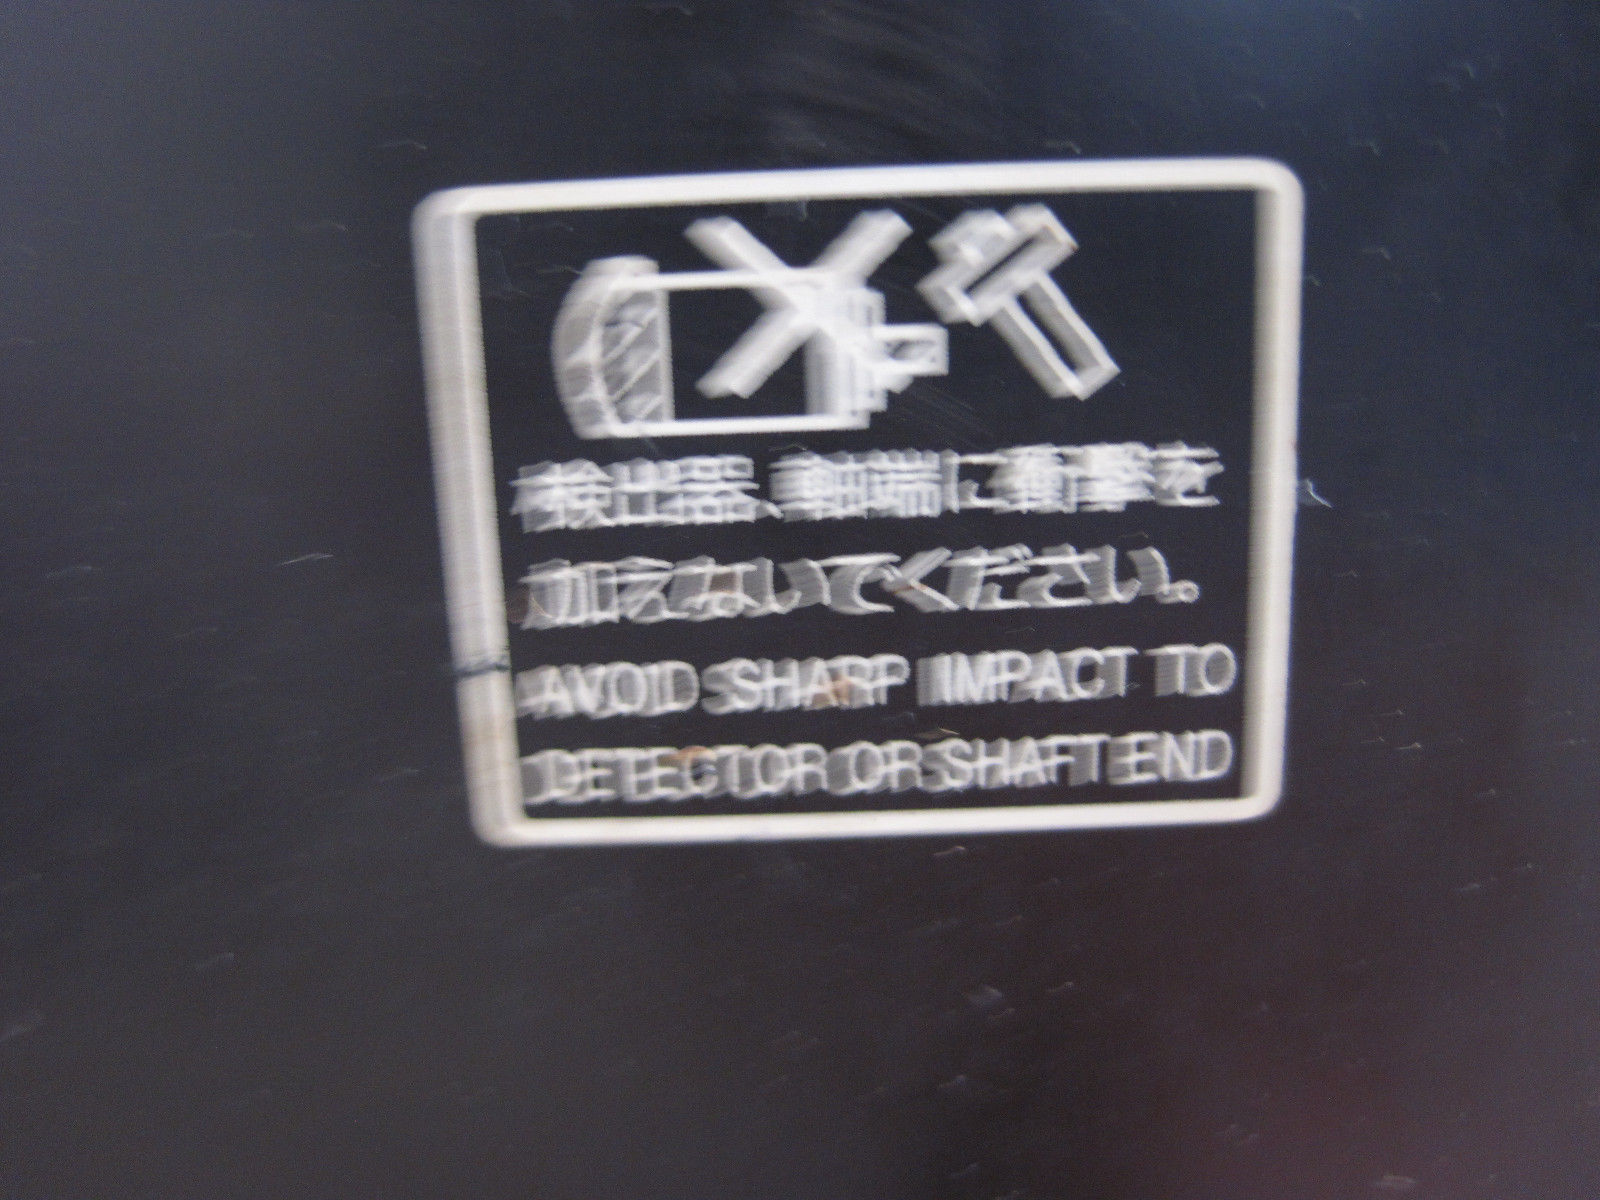 検出器、軸端に衝撃を
加えないでください。
AVOID SHARP IMPACT TO
DETECTOR OR SHAFT END